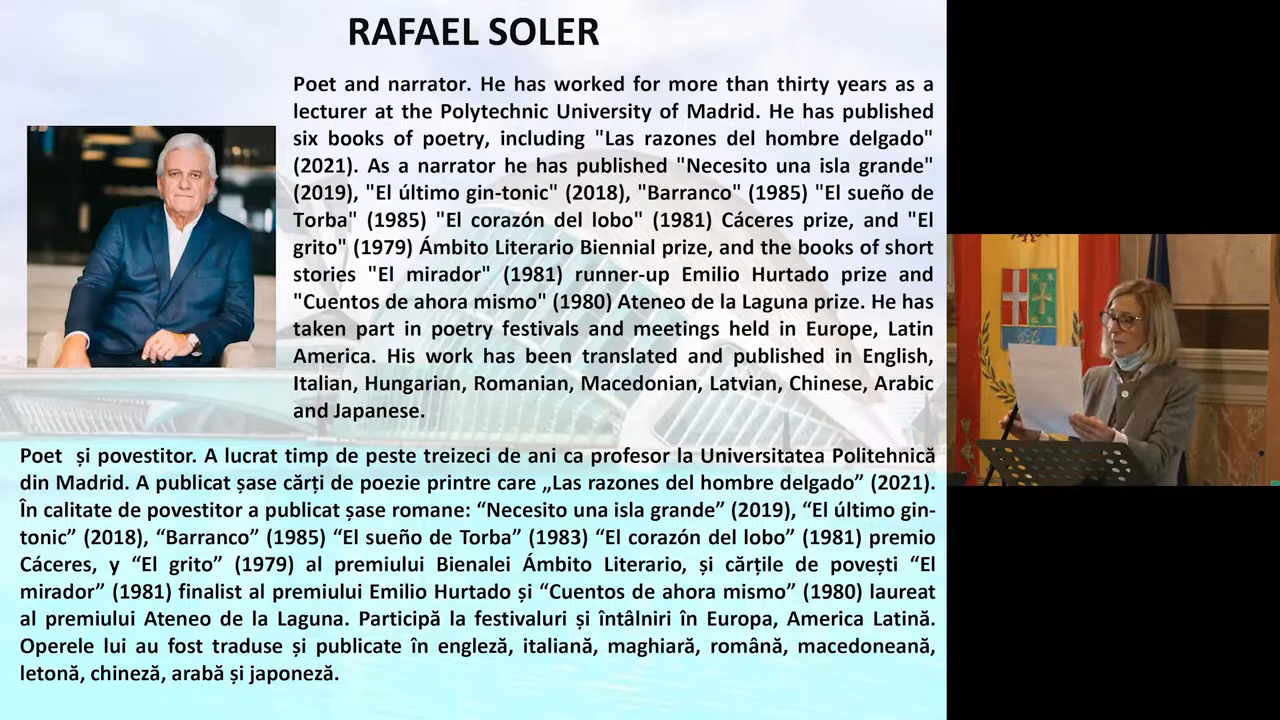 RAFAEL SOLER
Poet and narrator. He has worked for more than thirty years as a
lecturer at the Polytechnic University of Madrid. He has published
six books of poetry, including "Las razones del hombre delgado"
(2021). As a narrator he has published "Necesito una isla grande"
(2019), "El último gin-tonic" (2018), "Barranco" (1985) "El sueño de
Torba" (1985) "El corazón del lobo" (1981) Cáceres prize, and "El
grito" (1979) Ámbito Literario Biennial prize, and the books of short
stories "El mirador" (1981) runner-up Emilio Hurtado prize and
"Cuentos de ahora mismo" (1980) Ateneo de la Laguna prize. He has
taken part in poetry festivals and meetings held in Europe, Latin
America. His work has been translated and published in English,
Italian, Hungarian, Romanian, Macedonian, Latvian, Chinese, Arabic
and Japanese.
Poet și povestitor. A lucrat timp de peste treizeci de ani ca profesor la Universitatea Politehnică
din Madrid. A publicat șase cărți de poezie printre care „Las razones del hombre delgado” (2021).
În calitate de povestitor a publicat șase romane: “Necesito una isla grande” (2019), “El último gin-
tonic” (2018), “Barranco” (1985) “El sueño de Torba” (1983) “El corazón del lobo” (1981) premio
Cáceres, y “El grito” (1979) al premiului Bienalei Ámbito Literario, și cărțile de povești “El
mirador” (1981) finalist al premiului Emilio Hurtado și “Cuentos de ahora mismo” (1980) laureat
al premiului Ateneo de la Laguna. Participă la festivaluri și întâlniri în Europa, America Latină.
Operele lui au fost traduse și publicate în engleză, italiană, maghiară, română, macedoneană,
letonă, chineză, arabă și japoneză.